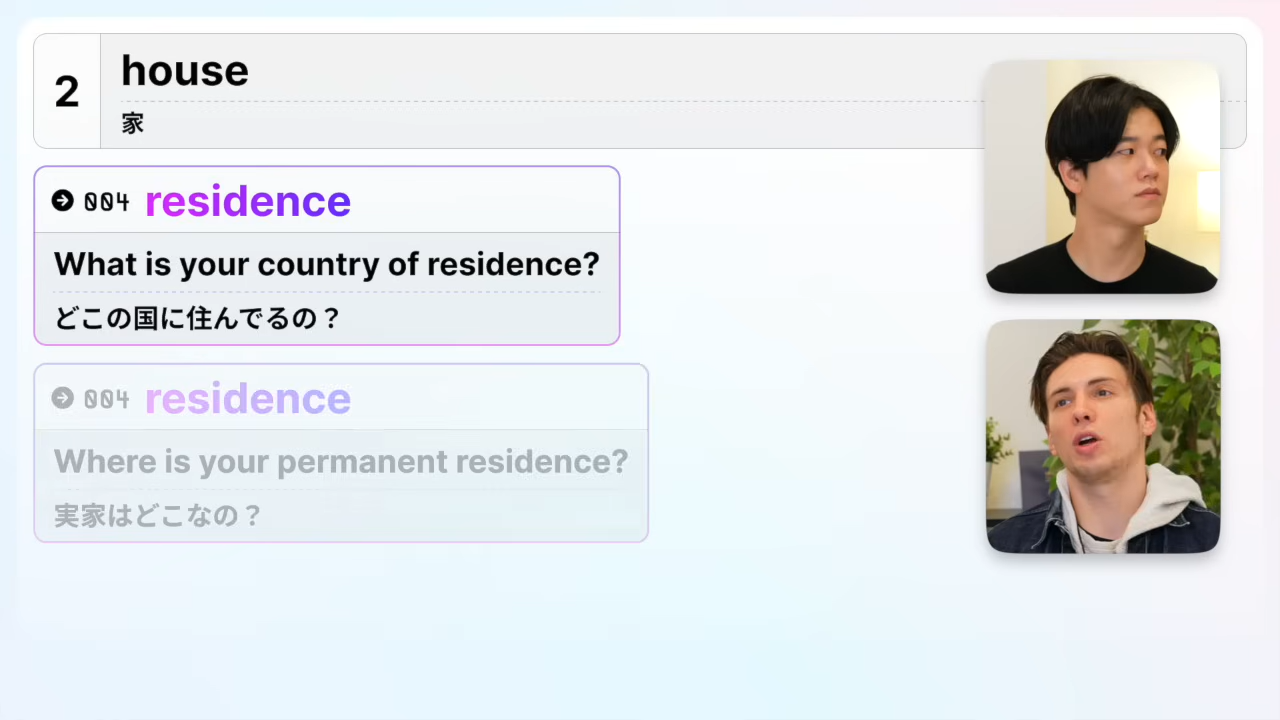 2
house
家
004 residence
What is your country of residence?
どこの国に住んでるの？
004 residence
Where is your permanent residence?
実家はどこなの？